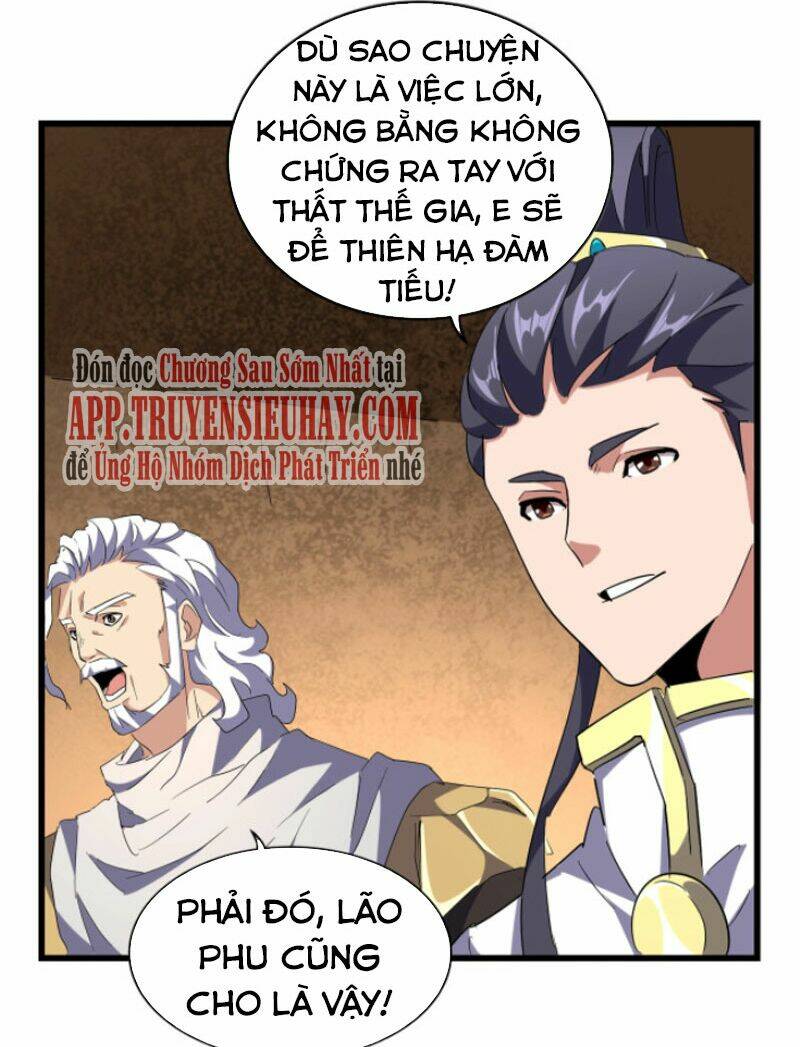 DÙ SAO CHUYỆN
NÀY LÀ VIỆC LỚN,
KHÔNG BẰNG KHÔNG
CHỨNG RA TAY VỚI
THẤT THẾ GIA, E SẼ
ĐỂ THIÊN HẠ ĐÀM
TIẾU!
Đón đọc Chương Sau Sớm Nhất tại
APP.TRUYENSIEUHAY.COM
để Ủng Hộ Nhóm Dịch Phát Triển nhé
PHẢI ĐÓ, LÃO
PHU CŨNG
CHO LÀ VẬY!